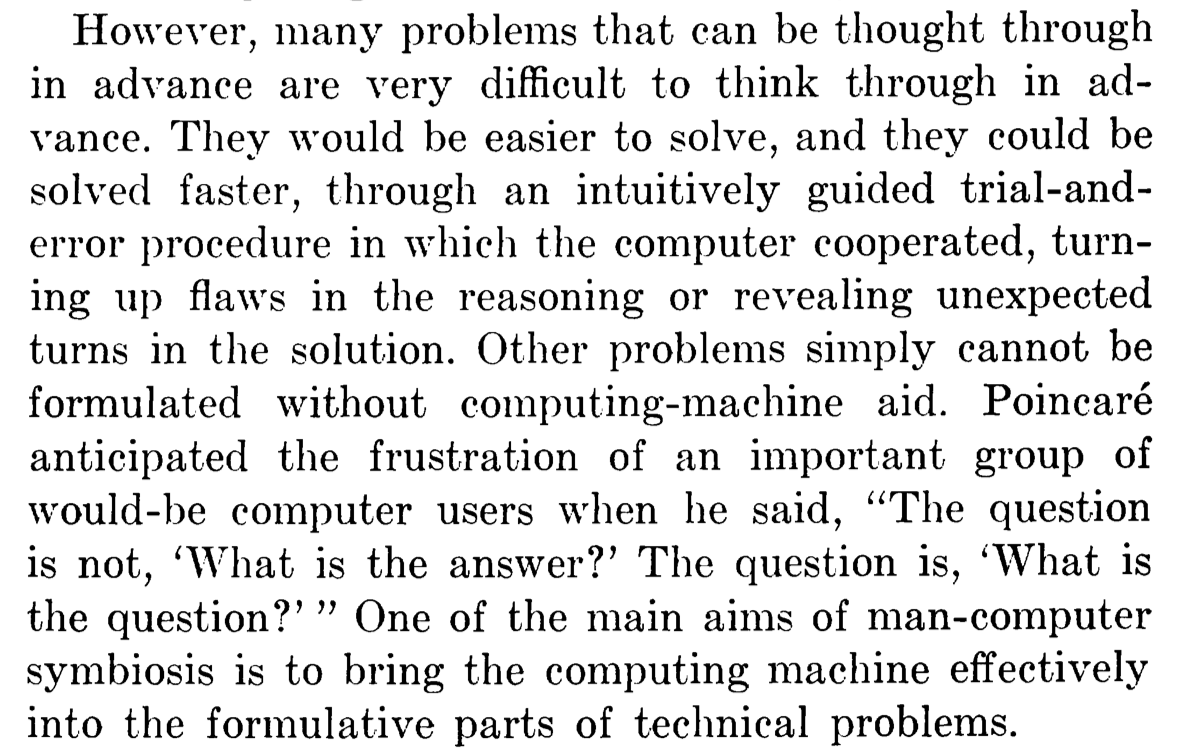 However, many problems that can be thought through
in advance are very difficult to think through in ad-
vance. They would be easier to solve, and they could be
solved faster, through an intuitively guided trial-and-
error procedure in which the computer cooperated, turn-
ing up flaws in the reasoning or revealing unexpected
turns in the solution. Other problems simply cannot be
formulated without computing-machine aid. Poincaré
anticipated the frustration of an important group of
would-be computer users when he said, “The question
is not, ‘What is the answer?’ The question is, ‘What is
the question?’ ” One of the main aims of man-computer
symbiosis is to bring the computing machine effectively
into the formulative parts of technical problems.